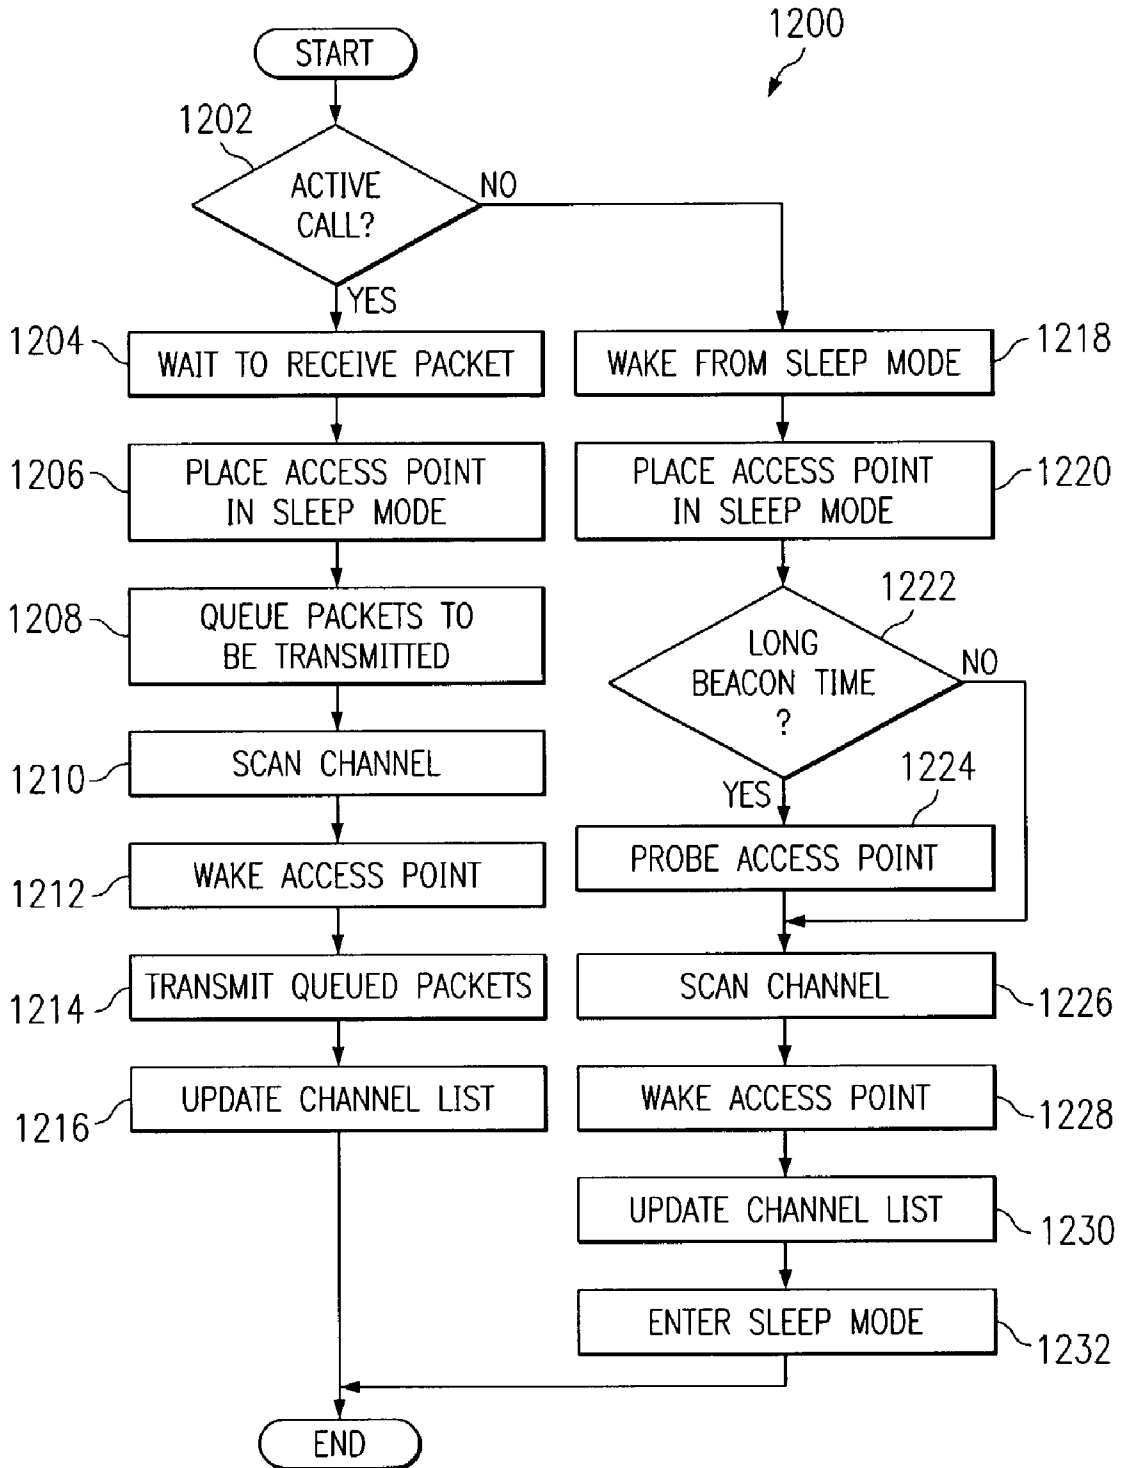 1200
START
1202
ACTIVE
CALL?
NO
YES
1204
WAIT TO RECEIVE PACKET
WAKE FROM SLEEP MODE
1218
1206
PLACE ACCESS POINT
IN SLEEP MODE
PLACE ACCESS POINT
IN SLEEP MODE
1220
1208
QUEUE PACKETS TO
BE TRANSMITTED
1222
LONG
BEACON TIME
?
NO
YES
1210
SCAN CHANNEL
1224
PROBE ACCESS POINT
1212
WAKE ACCESS POINT
1214
TRANSMIT QUEUED PACKETS
SCAN CHANNEL
1226
1216
UPDATE CHANNEL LIST
WAKE ACCESS POINT
1228
UPDATE CHANNEL LIST
1230
ENTER SLEEP MODE
1232
END